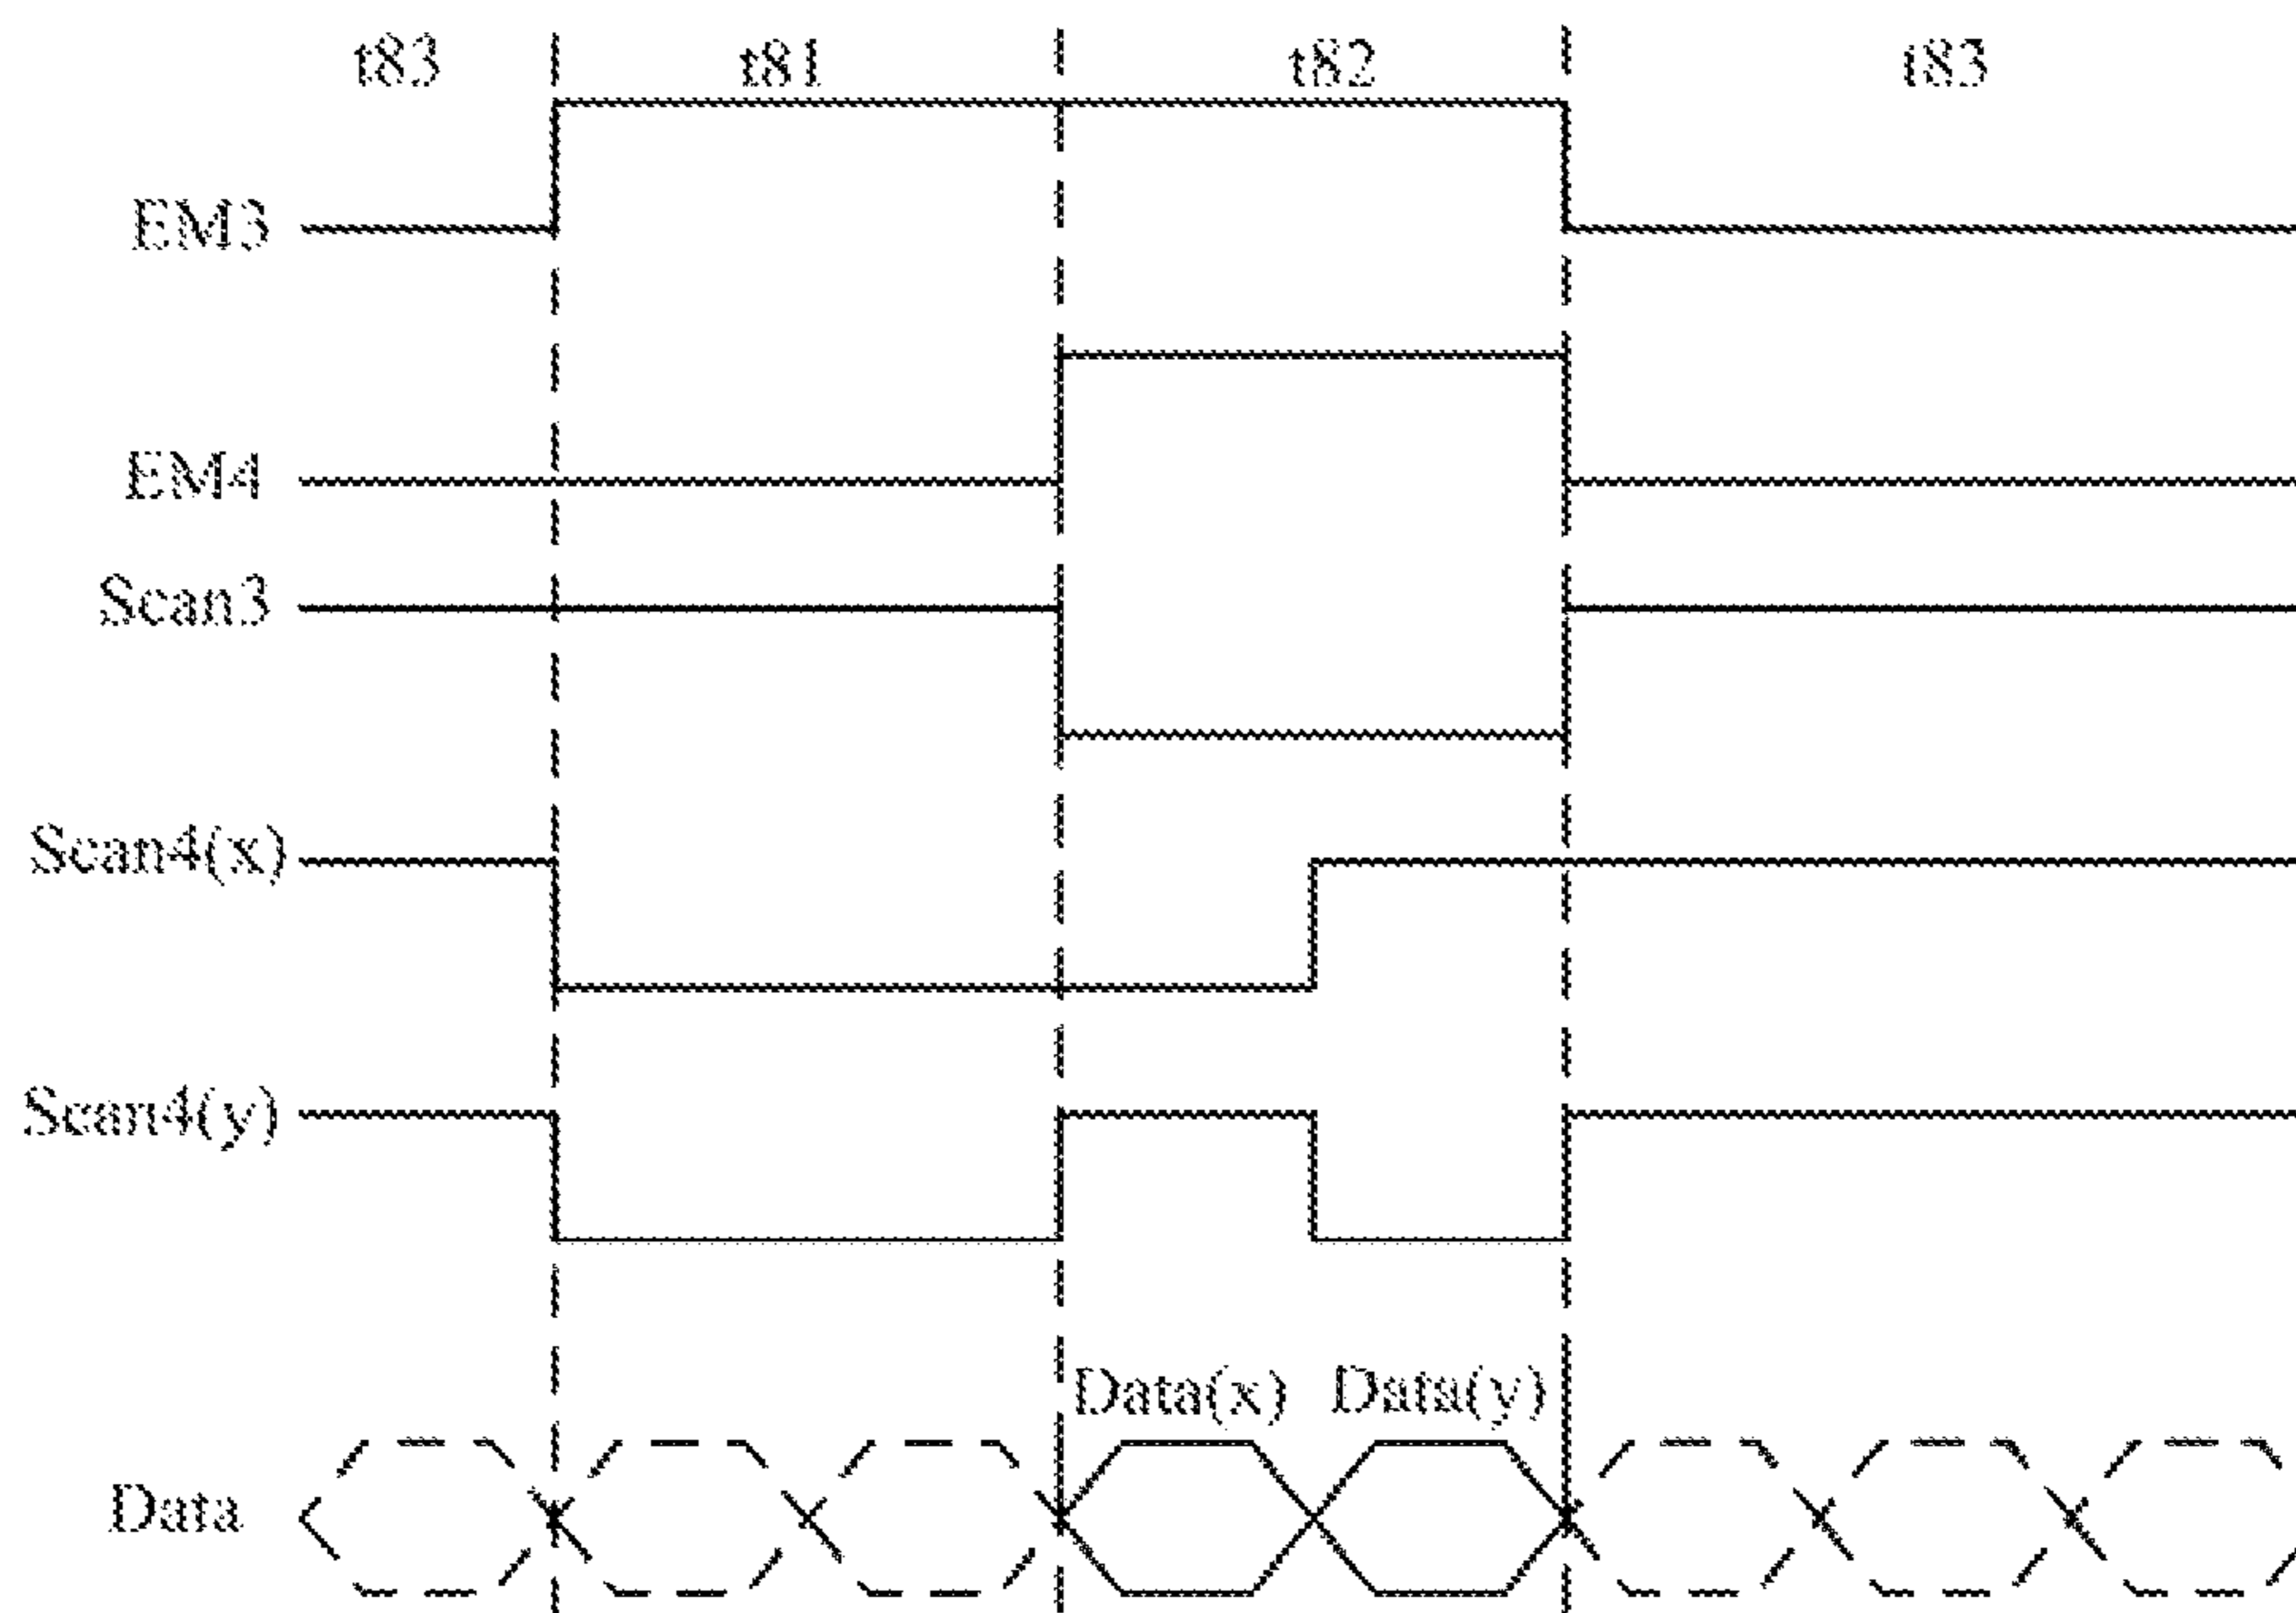 t83 t81 t82 t83
EM3
EM4
Scan3
Scan4(x)
Scan4(y)
Data(x) Data(y)
Data